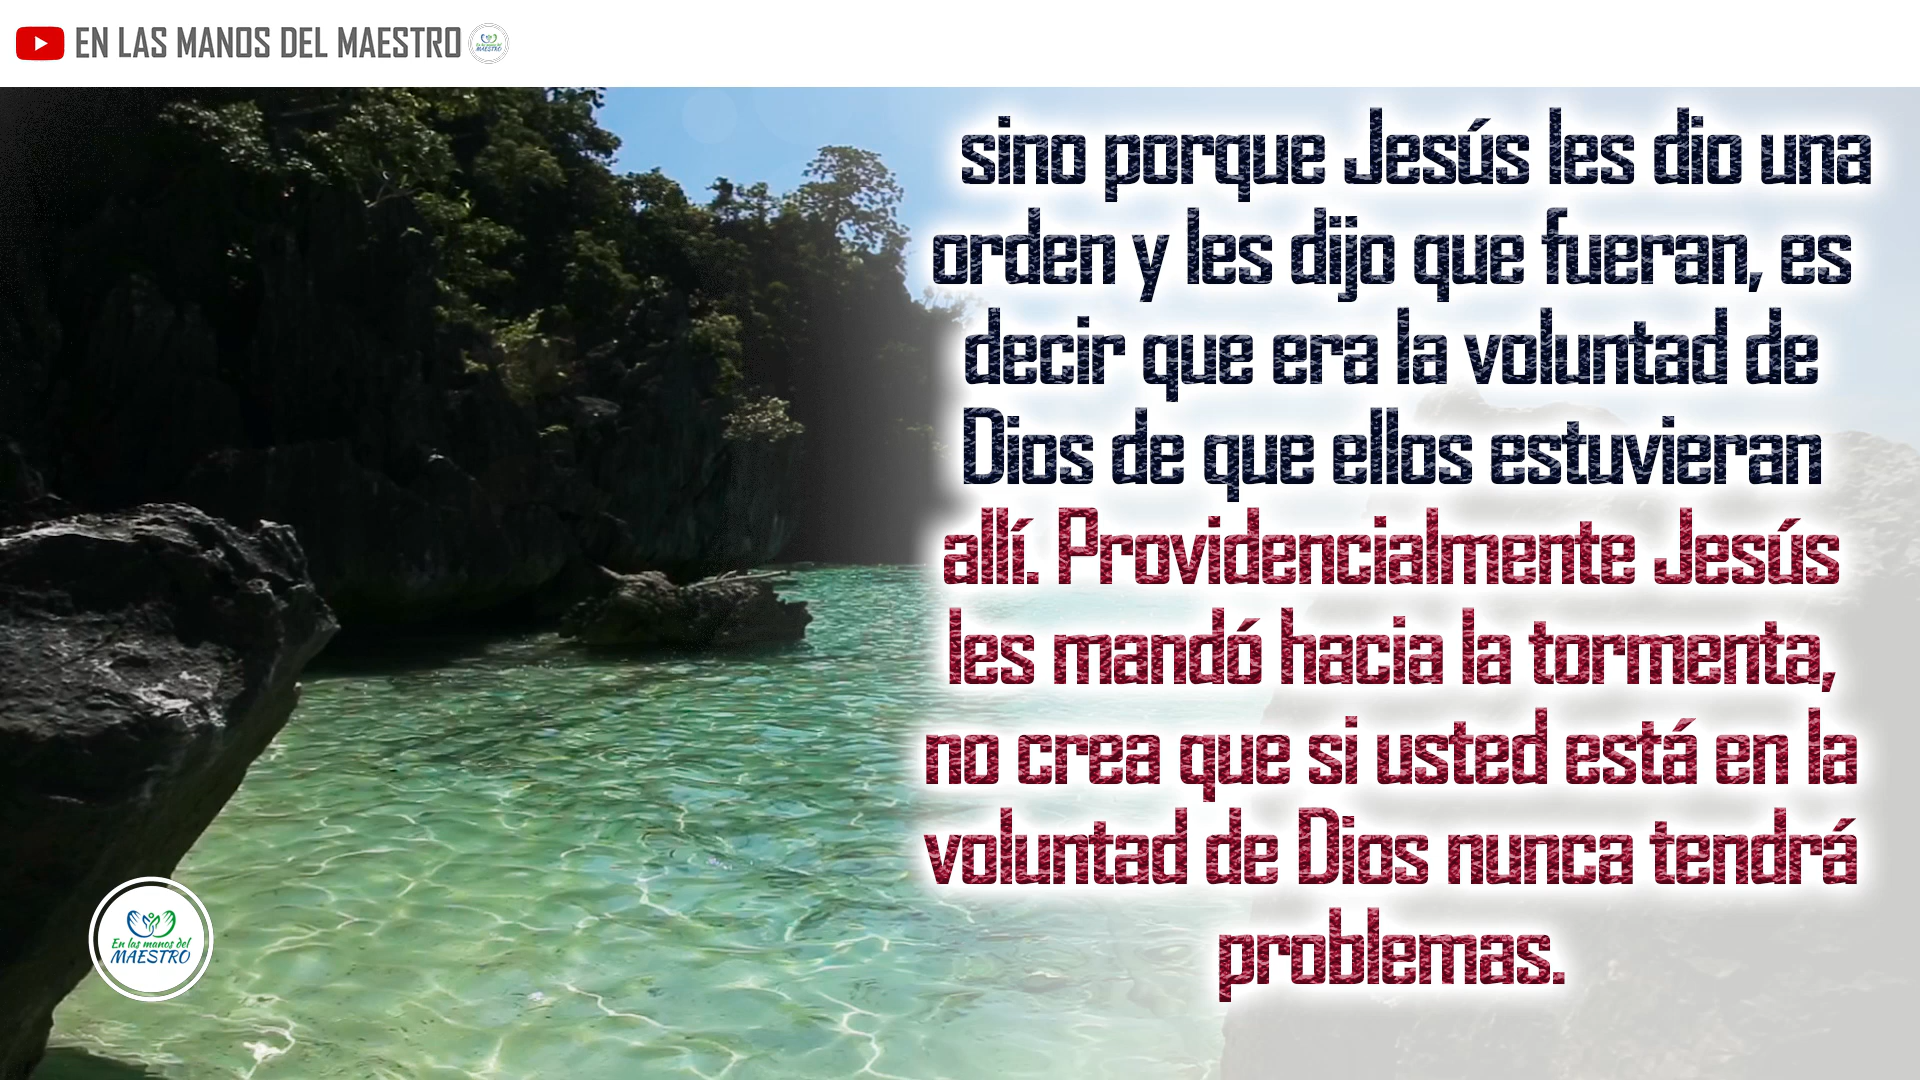 EN LAS MANOS DEL MAESTRO
sino porque Jesús les dio una
orden y les dijo que fueran, es
decir que era la voluntad de
Dios de que ellos estuvieran
allí. Providencialmente Jesús
les mandó hacia la tormenta,
no crea que si usted está en la
voluntad de Dios nunca tendrá
problemas.
En las manos del
MAESTRO